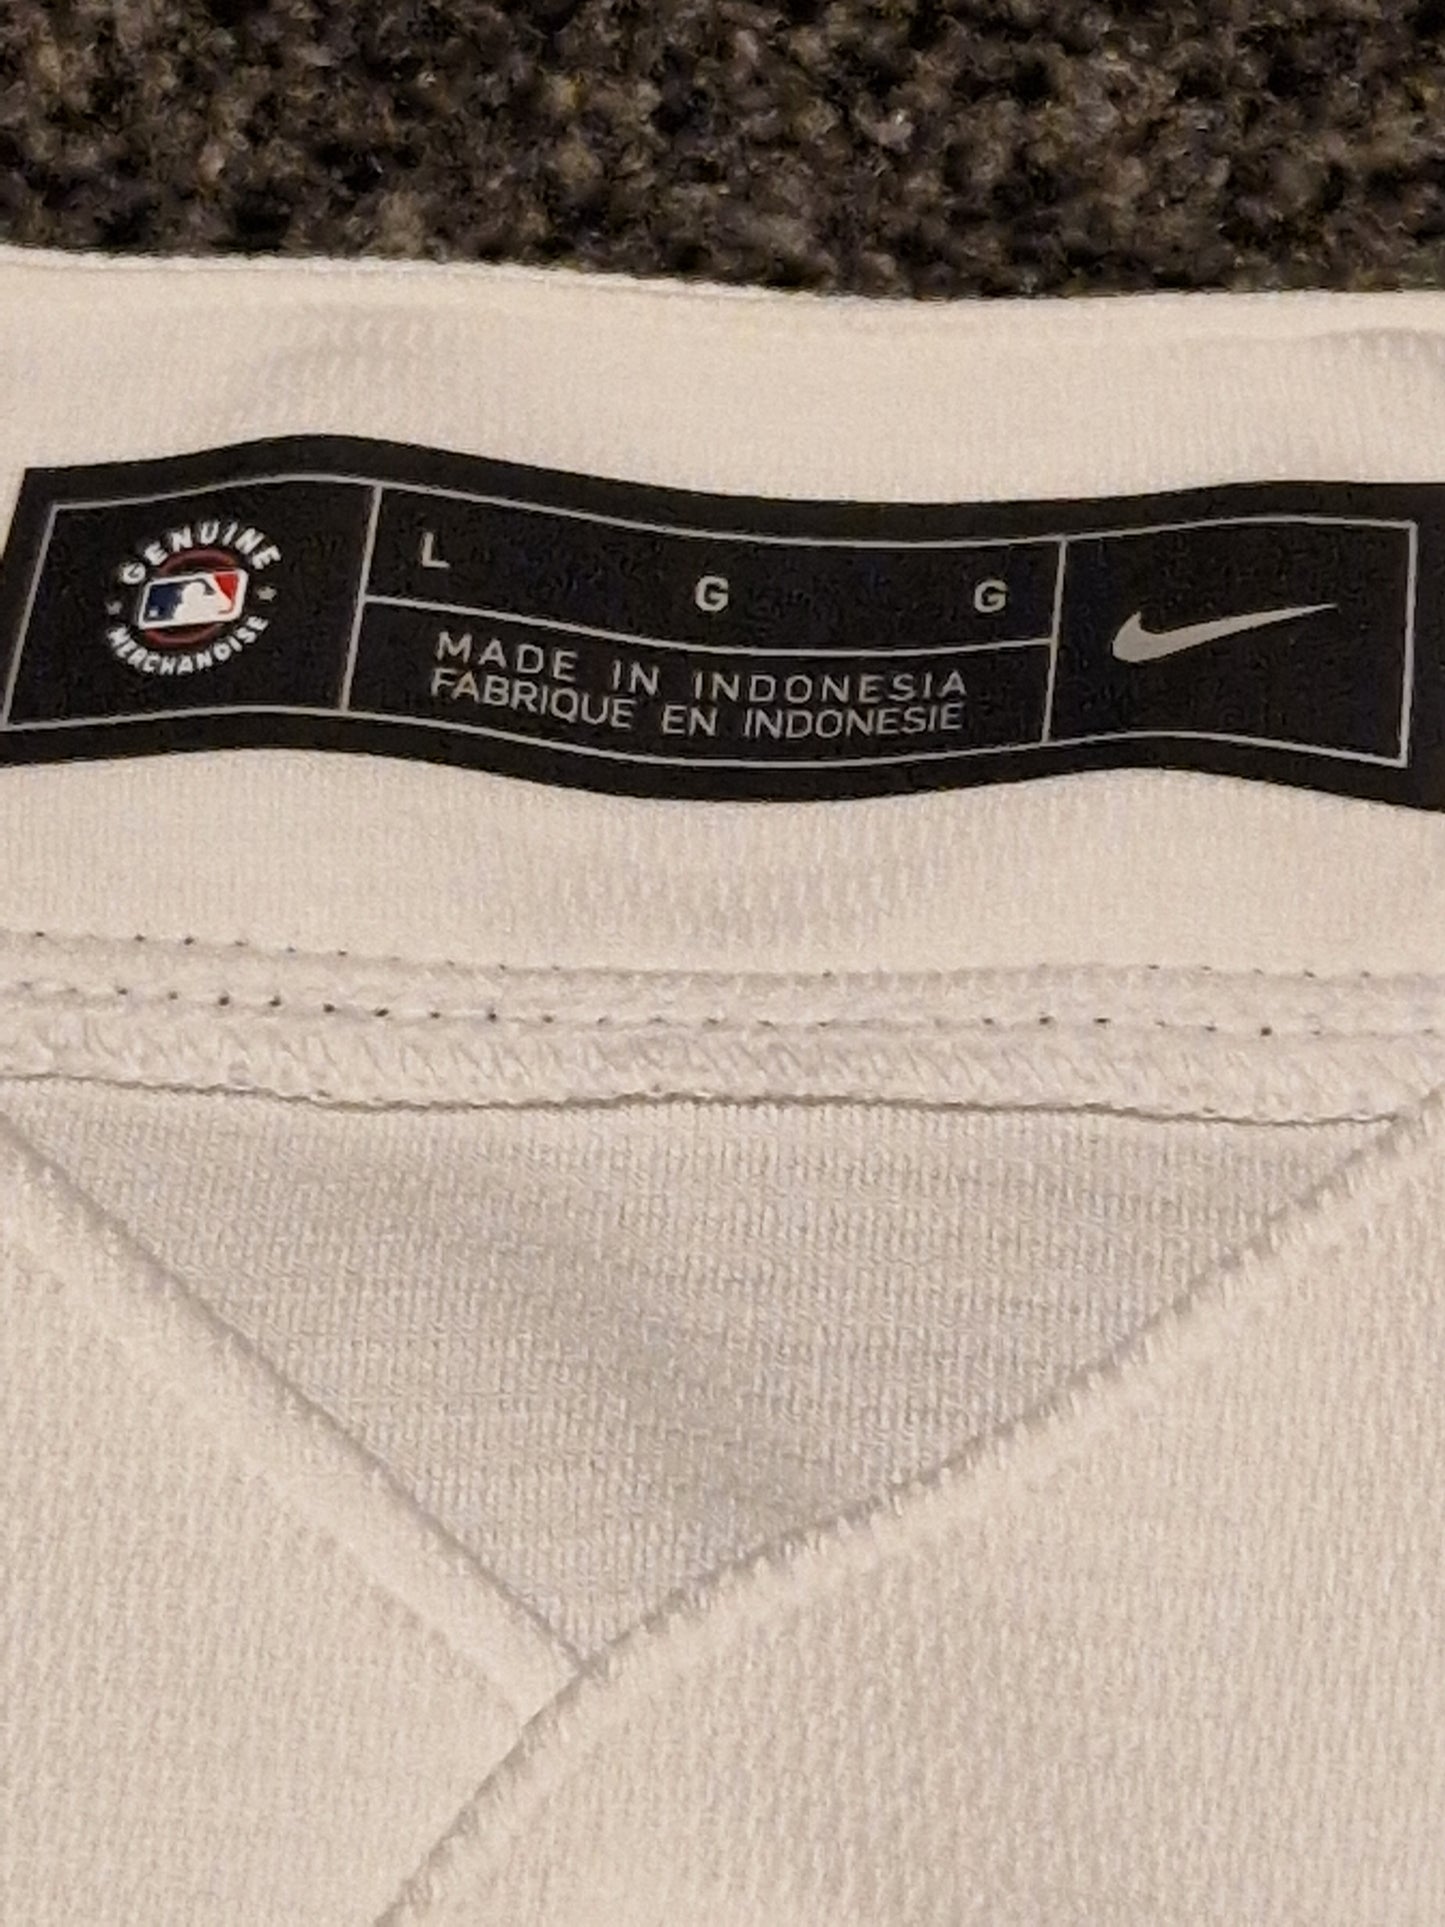 GENUINE
MERCHANDISE
L G G
MADE IN INDONESIA
FABRIQUE EN INDONESIE